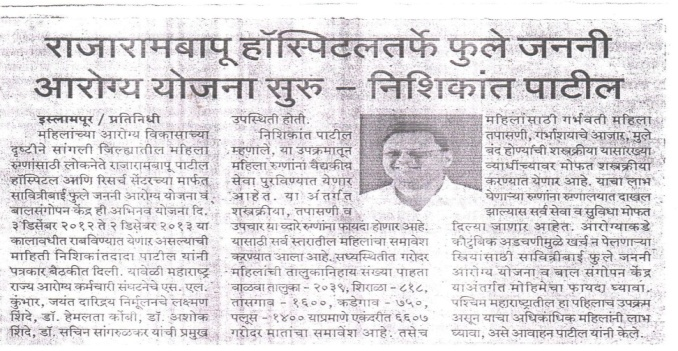 राजारामबापू हॉस्पिटलतर्फे फुले जननी
आरोग्य योजना सुरु – निशिकांत पाटील
इस्लामपूर / प्रतिनिधी
महिलांच्या आरोग्य विकासाच्या
दृष्टीने सांगली जिल्ह्यातील महिला
रुग्णांसाठी लोकनेते राजारामबापू पाटील
हॉस्पिटल आणि रिसर्च सेंटरच्या मार्फत
सावित्रीबाई फुले जननी आरोग्य योजना व
बालसंगोपन केंद्र ही अभिनव योजना दि.
३ डिसेंबर २०१२ ते २ डिसेंबर २०१३ या
कालावधीत राबविण्यात येणार असल्याची
माहिती निशिकांतदादा पाटील यांनी
पत्रकार बैठकीत दिली. यावेळी महाराष्ट्र
राज्य आरोग्य कर्मचारी संघटनेचे एस.एल.
कुंभार, जयंत दारिद्रय निर्मूलनचे लक्ष्मण
शिंदे, डॉ. हेमलता कोंबी, डॉ. अशोक
शिंदे, डॉ. सचिन सांगरुळकर यांची प्रमुख
उपस्थिती होती.
निशिकांत पाटील
म्हणाले, या उपक्रमातून
महिला रुग्णांना वैद्यकीय
सेवा पुरविण्यात येणार
आहेत. या अंतर्गत
शस्त्रक्रीया, तपासणी व
उपचार या व्दारे रुग्णांना फायदा होणार आहे.
यासाठी सर्व स्तरातील महिलांचा समावेश
करण्यात आला आहे. सध्यस्थितीत गरोदर
महिलांची तालुकानिहाय संख्या पाहता
वाळवा तालुका - २०३९, शिराळा - ८१८,
तासगाव - १६००, कडेगाव - ७५०,
पलूस - १४०० याप्रमाणे एकंदरीत ६६०७
गरोदर मातांचा समावेश आहे. तसेच
महिलांसाठी गर्भवती महिला
तपासणी, गर्भाशयाचे आजार, मुले
बंद होण्यांची शस्त्रक्रीया यासारख्या
व्याधींच्यावर मोफत शस्त्रक्रीया
करण्यात येणार आहे. याचा लाभ
घेणाऱ्या रुग्णांना रुग्णालयात दाखल
झाल्यास सर्व सेवा व सुविधा मोफत
दिल्या जाणार आहेत. आरोग्याकडे
कौटुंबिक अडचणीमुळे खर्च न पेलणाऱ्या
स्त्रियांसाठी सावित्रीबाई फुले जननी
आरोग्य योजना व बाल संगोपन केंद्र
याअंतर्गत मोहिमेचा फायदा घ्यावा.
पश्चिम महाराष्ट्रातील हा पहिलाच उपक्रम
असून याचा अधिकाधिक महिलांनी लाभ
घ्यावा, असे आवाहन पाटील यांनी केले.